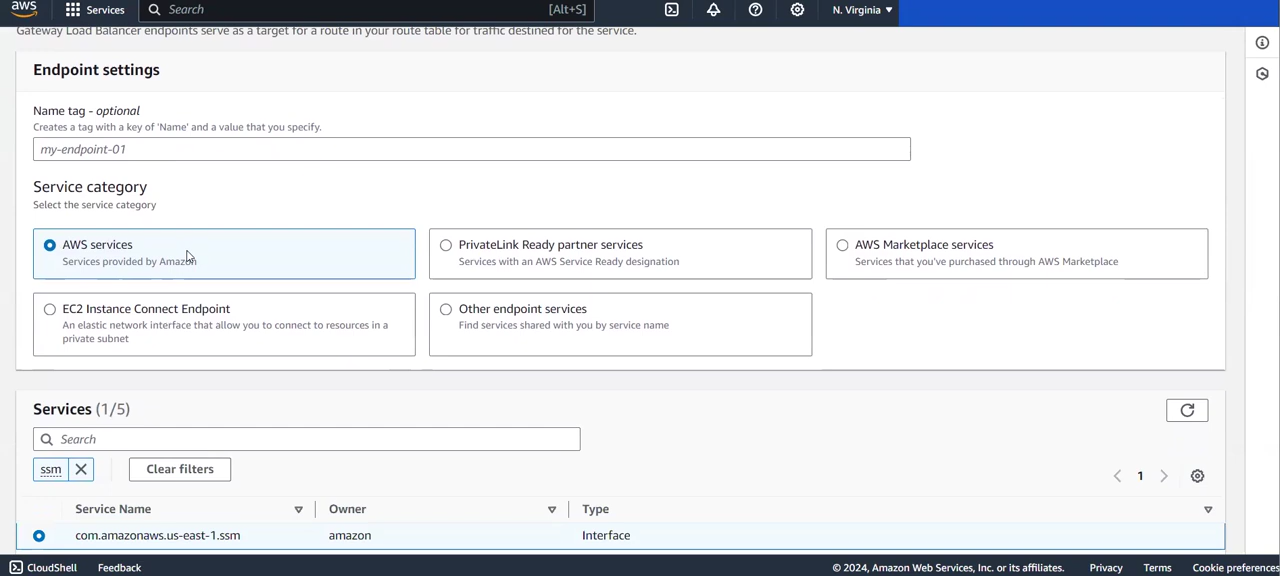 aws Services Search [Alt+S] N. Virginia
Gateway Load Balancer endpoints serve as a target for a route in your route table for traffic destined for the service.
Endpoint settings
Name tag - optional
Creates a tag with a key of 'Name' and a value that you specify.
my-endpoint-01
Service category
Select the service category
AWS services
Services provided by Amazon
PrivateLink Ready partner services
Services with an AWS Service Ready designation
AWS Marketplace services
Services that you've purchased through AWS Marketplace
EC2 Instance Connect Endpoint
An elastic network interface that allow you to connect to resources in a
private subnet
Other endpoint services
Find services shared with you by service name
Services (1/5)
Search
ssm Clear filters 1
Service Name Owner Type
com.amazonaws.us-east-1.ssm amazon Interface
CloudShell Feedback © 2024, Amazon Web Services, Inc. or its affiliates. Privacy Terms Cookie preferences